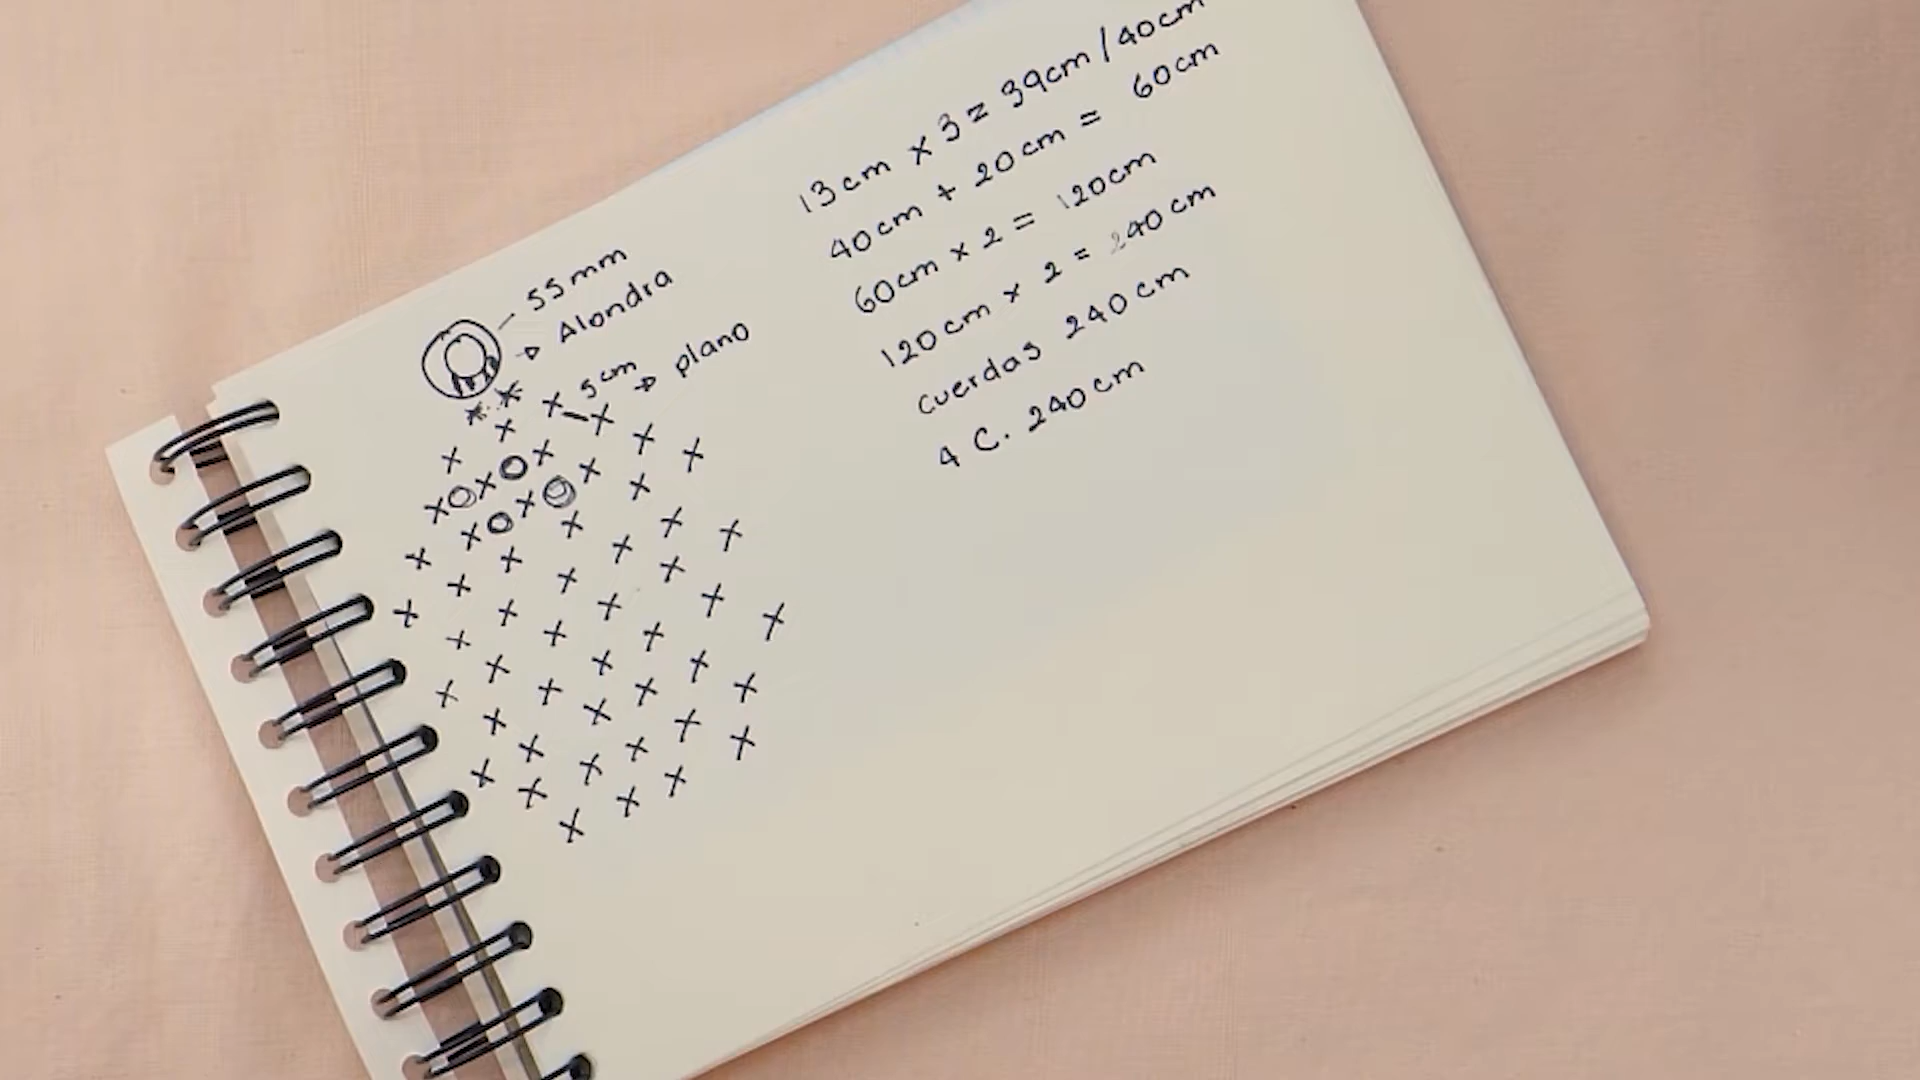 55mm
Alondra
5cm
plano
13cm x 3 = 39cm / 40cm
40cm + 20cm = 60cm
60cm x 2 = 120cm
120cm x 2 = 240cm
cuerdas 240cm
4 C. 240cm